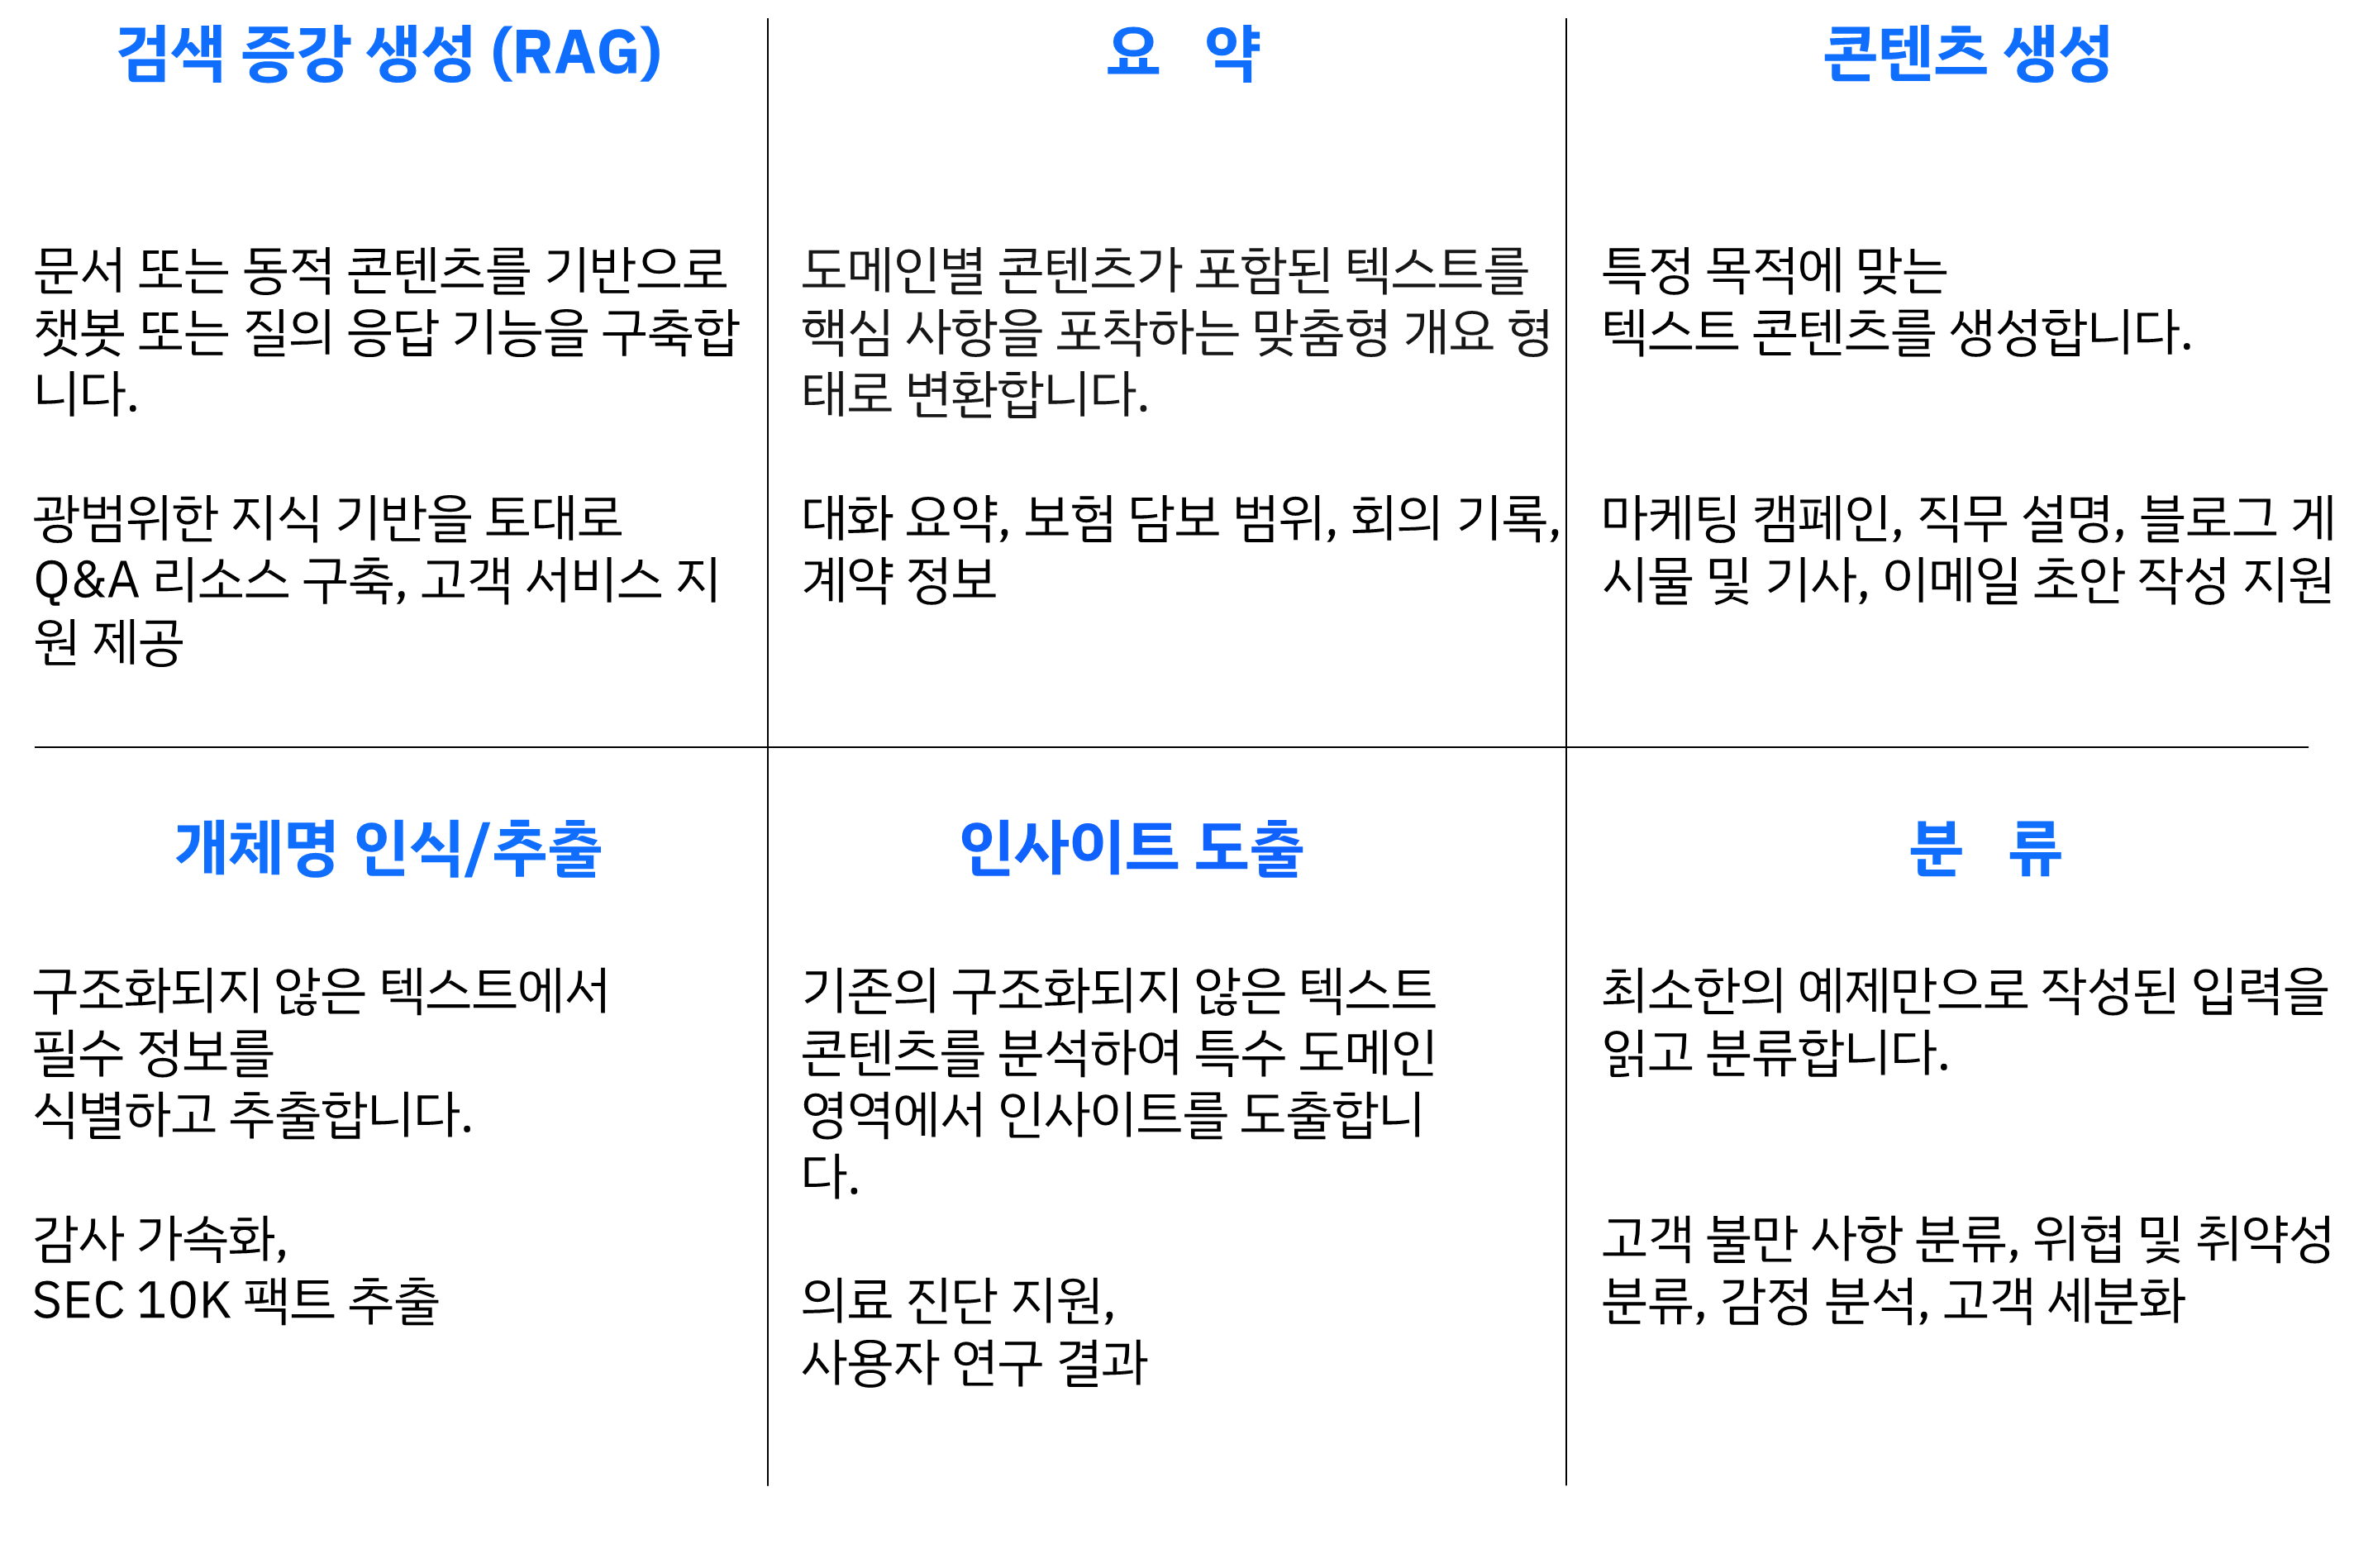 검색 증강 생성 (RAG)
문서 또는 동적 콘텐츠를 기반으로
챗봇 또는 질의 응답 기능을 구축합
니다.
광범위한 지식 기반을 토대로
Q&A 리소스 구축, 고객 서비스 지
원 제공
요 약
도메인별 콘텐츠가 포함된 텍스트를
핵심 사항을 포착하는 맞춤형 개요 형
태로 변환합니다.
대화 요약, 보험 담보 범위, 회의 기록,
계약 정보
콘텐츠 생성
특정 목적에 맞는
텍스트 콘텐츠를 생성합니다.
마케팅 캠페인, 직무 설명, 블로그 게
시물 및 기사, 이메일 초안 작성 지원
개체명 인식/추출
구조화되지 않은 텍스트에서
필수 정보를
식별하고 추출합니다.
감사 가속화,
SEC 10K 팩트 추출
인사이트 도출
기존의 구조화되지 않은 텍스트
콘텐츠를 분석하여 특수 도메인
영역에서 인사이트를 도출합니
다.
의료 진단 지원,
사용자 연구 결과
분 류
최소한의 예제만으로 작성된 입력을
읽고 분류합니다.
고객 불만 사항 분류, 위협 및 취약성
분류, 감정 분석, 고객 세분화